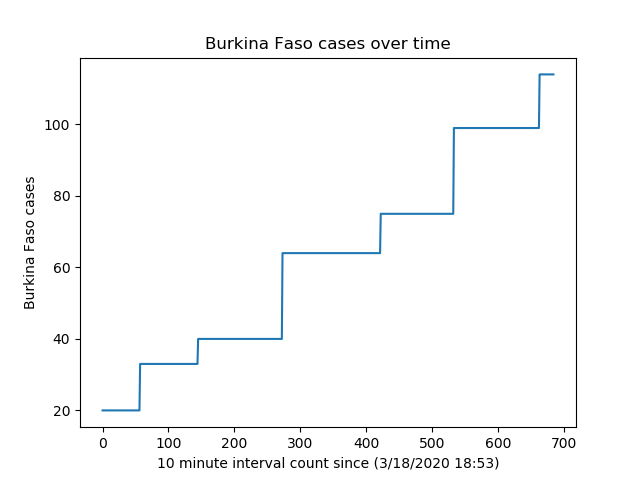 Burkina Faso cases over time
100
80
60
40
20
Burkina Faso cases
0 100 200 300 400 500 600 700
10 minute interval count since (3/18/2020 18:53)